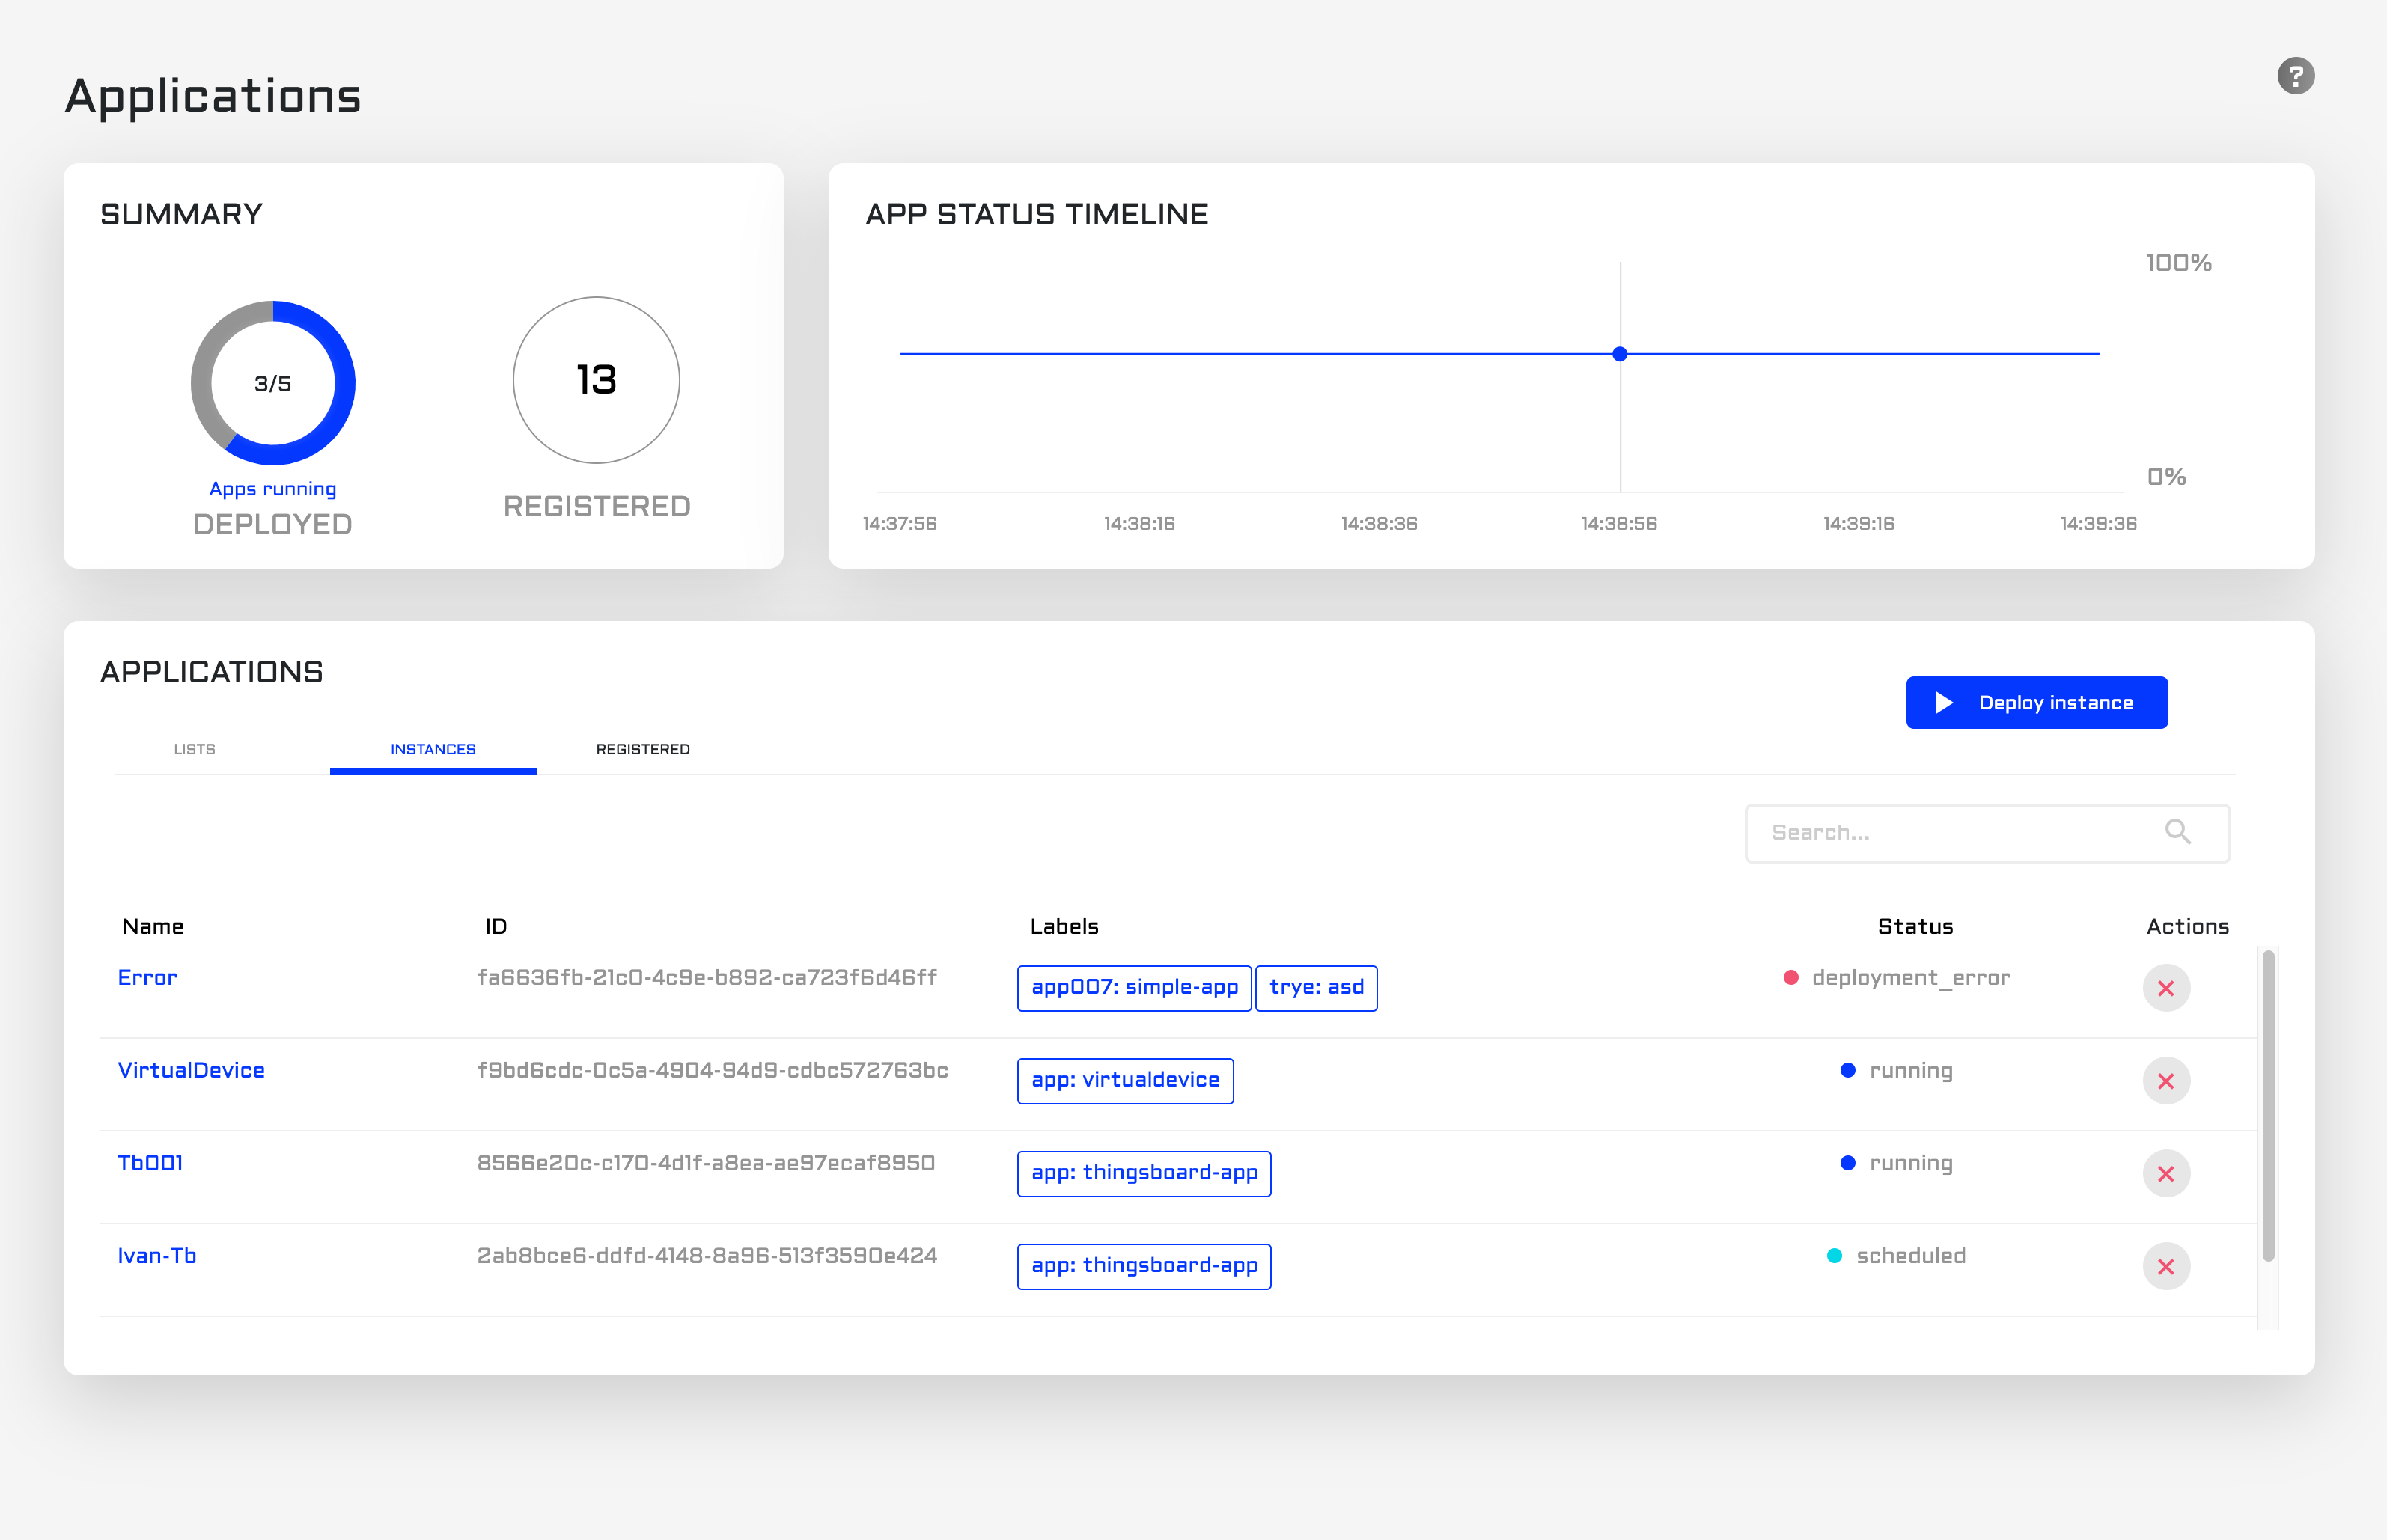 Applications
?
SUMMARY
3/5
Apps running
DEPLOYED
13
REGISTERED
APP STATUS TIMELINE
100%
0%
14:37:56 14:38:16 14:38:36 14:38:56 14:39:16 14:39:36
APPLICATIONS
Deploy instance
LISTS INSTANCES REGISTERED
Search...
Name ID Labels Status Actions
Error fa6636fb-21c0-4c9e-b892-ca723f6d46ff app007: simple-app trye: asd deployment_error
VirtualDevice f9bd6cdc-0c5a-4904-94d9-cdbc572763bc app: virtualdevice running
Tb001 8566e20c-c170-4d1f-a8ea-ae97ecaf8950 app: thingsboard-app running
Ivan-Tb 2ab8bce6-ddfd-4148-8a96-513f3590e424 app: thingsboard-app scheduled